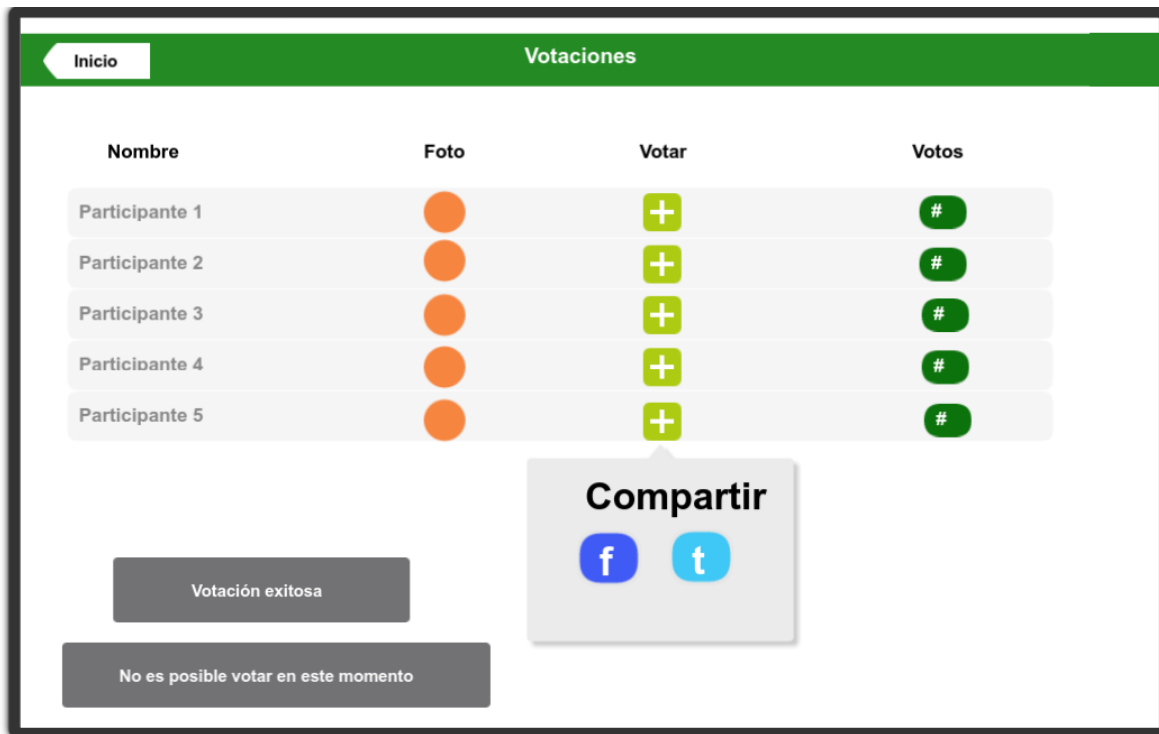 Inicio
Votaciones
Nombre Foto Votar Votos
Participante 1 #
Participante 2 #
Participante 3 #
Participante 4 #
Participante 5 #
Compartir
f t
Votación exitosa
No es posible votar en este momento